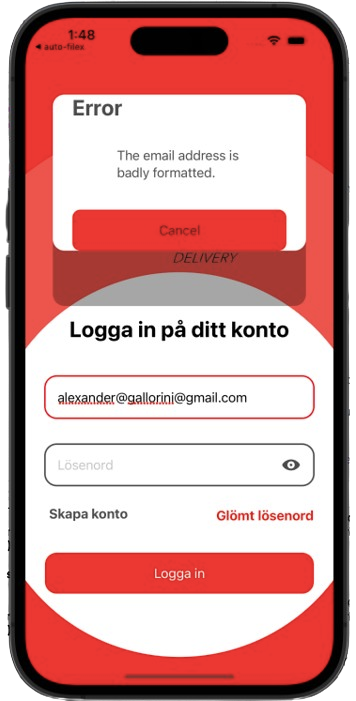 1:48
◀ auto-filex
Error
The email address is
badly formatted.
Cancel
DELIVERY
Logga in på ditt konto
alexander@gallorini@gmail.com
Lösenord
Skapa konto
Glömt lösenord
Logga in